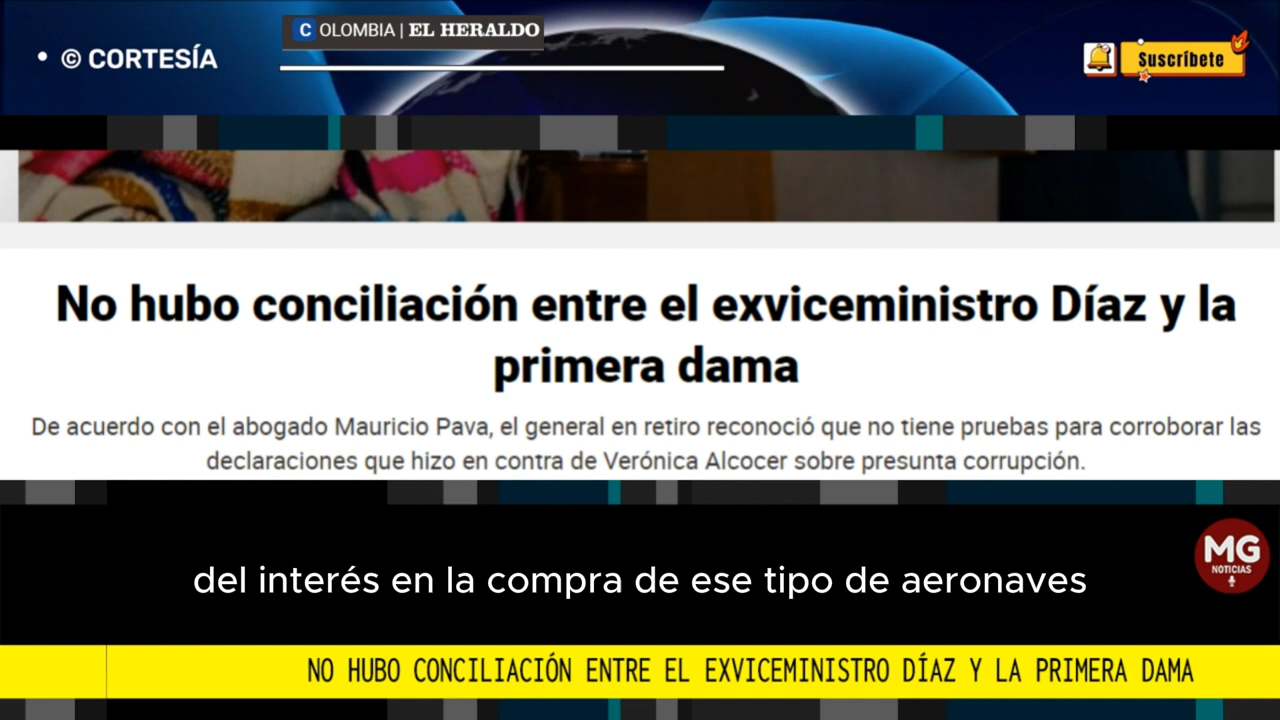 COLOMBIA | EL HERALDO
• © CORTESÍA
Suscríbete
No hubo conciliación entre el exviceministro Díaz y la
primera dama
De acuerdo con el abogado Mauricio Pava, el general en retiro reconoció que no tiene pruebas para corroborar las
declaraciones que hizo en contra de Verónica Alcocer sobre presunta corrupción.
MG
NOTICIAS
del interés en la compra de ese tipo de aeronaves
NO HUBO CONCILIACIÓN ENTRE EL EXVICEMINISTRO DÍAZ Y LA PRIMERA DAMA